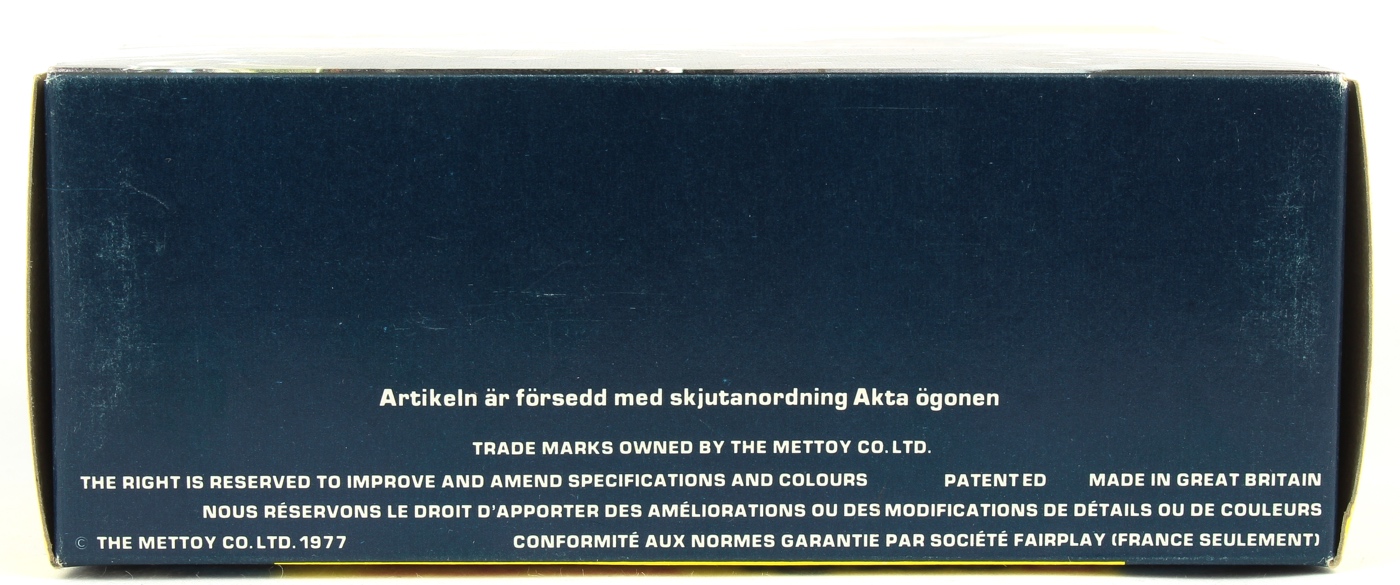 Artikeln är försedd med skjutanordning Akta ögonen
TRADE MARKS OWNED BY THE METTOY CO. LTD.
THE RIGHT IS RESERVED TO IMPROVE AND AMEND SPECIFICATIONS AND COLOURS PATENTED MADE IN GREAT BRITAIN
NOUS RÉSERVONS LE DROIT D'APPORTER DES AMÉLIORATIONS OU DES MODIFICATIONS DE DÉTAILS OU DE COULEURS
© THE METTOY CO. LTD. 1977 CONFORMITÉ AUX NORMES GARANTIE PAR SOCIÉTÉ FAIRPLAY (FRANCE SEULEMENT)